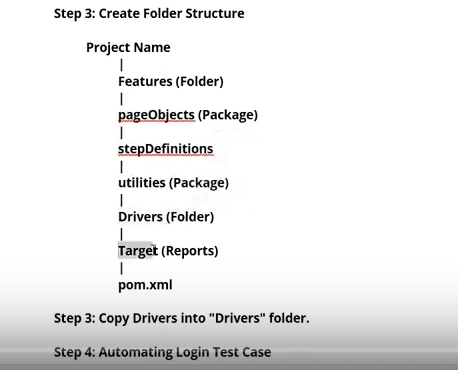 Step 3: Create Folder Structure
Project Name
|
Features (Folder)
|
pageObjects (Package)
|
stepDefinitions
|
utilities (Package)
|
Drivers (Folder)
|
Target (Reports)
|
pom.xml
Step 3: Copy Drivers into "Drivers" folder.
Step 4: Automating Login Test Case